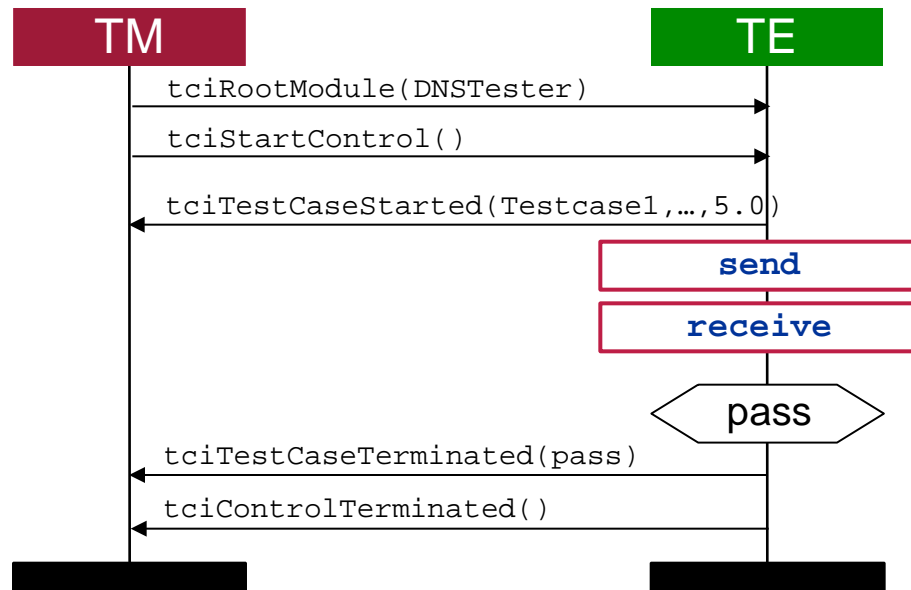 TM TE
tciRootModule(DNSTester)
tciStartControl()
tciTestCaseStarted(Testcase1,…,5.0)
send
receive
pass
tciTestCaseTerminated(pass)
tciControlTerminated()